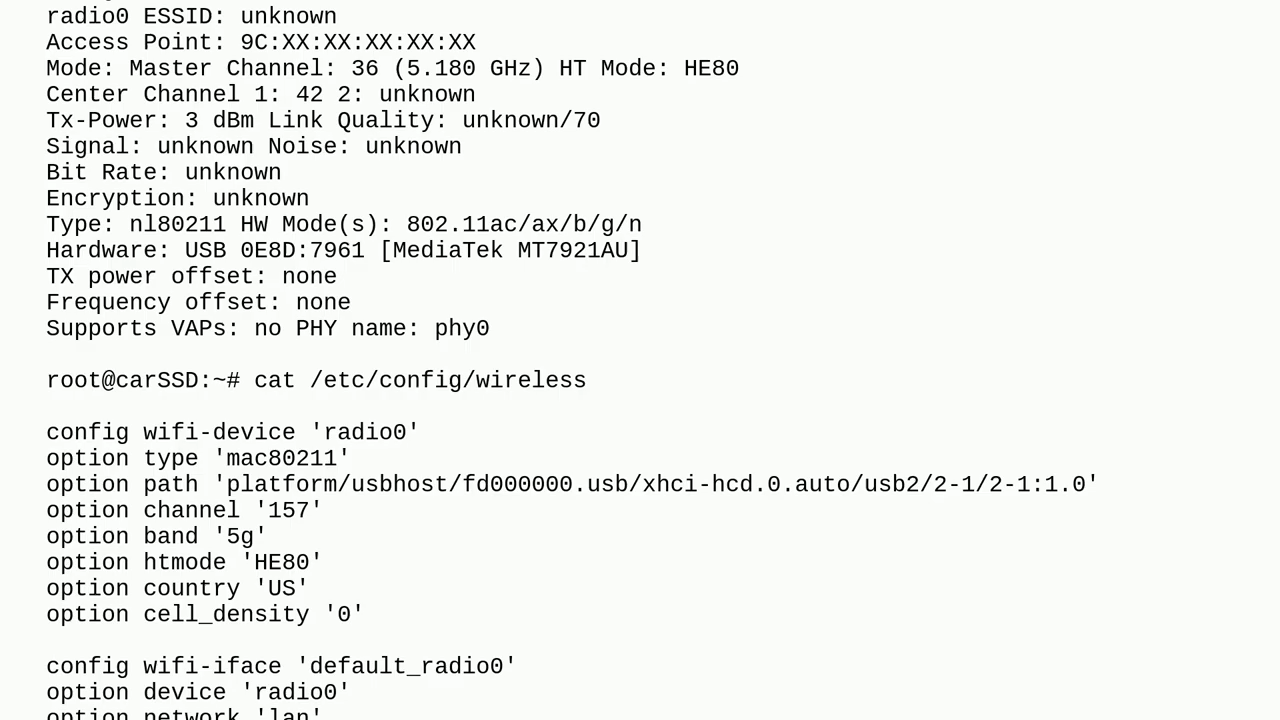 radio0 ESSID: unknown
Access Point: 9C:XX:XX:XX:XX:XX
Mode: Master Channel: 36 (5.180 GHz) HT Mode: HE80
Center Channel 1: 42 2: unknown
Tx-Power: 3 dBm Link Quality: unknown/70
Signal: unknown Noise: unknown
Bit Rate: unknown
Encryption: unknown
Type: nl80211 HW Mode(s): 802.11ac/ax/b/g/n
Hardware: USB 0E8D:7961 [MediaTek MT7921AU]
TX power offset: none
Frequency offset: none
Supports VAPs: no PHY name: phy0

root@carSSD:~# cat /etc/config/wireless

config wifi-device 'radio0'
option type 'mac80211'
option path 'platform/usbhost/fd000000.usb/xhci-hcd.0.auto/usb2/2-1/2-1:1.0'
option channel '157'
option band '5g'
option htmode 'HE80'
option country 'US'
option cell_density '0'

config wifi-iface 'default_radio0'
option device 'radio0'
option network 'lan'